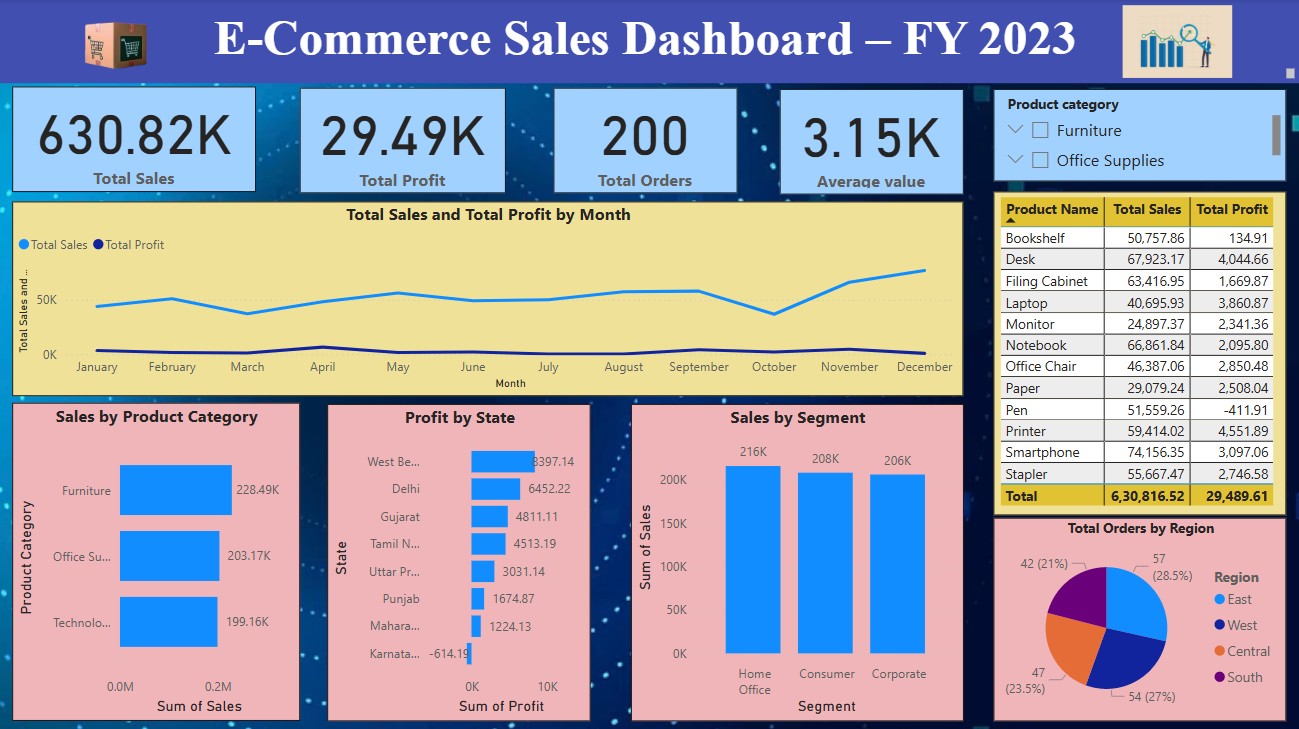 E-Commerce Sales Dashboard – FY 2023
630.82K
Total Sales
29.49K
Total Profit
200
Total Orders
3.15K
Average value
Product category
Furniture
Office Supplies
Total Sales and Total Profit by Month
Total Sales Total Profit
Total Sales and ...
50K
0K
January February March April May June July August September October November December
Month
Product Name Total Sales Total Profit
Bookshelf 50,757.86 134.91
Desk 67,923.17 4,044.66
Filing Cabinet 63,416.95 1,669.87
Laptop 40,695.93 3,860.87
Monitor 24,897.37 2,341.36
Notebook 66,861.84 2,095.80
Office Chair 46,387.06 2,850.48
Paper 29,079.24 2,508.04
Pen 51,559.26 -411.91
Printer 59,414.02 4,551.89
Smartphone 74,156.35 3,097.06
Stapler 55,667.47 2,746.58
Total 6,30,816.52 29,489.61
Sales by Product Category
Product Category
Furniture 228.49K
Office Su... 203.17K
Technolo... 199.16K
0.0M 0.2M
Sum of Sales
Profit by State
State
West Be... 8397.14
Delhi 6452.22
Gujarat 4811.11
Tamil N... 4513.19
Uttar Pr... 3031.14
Punjab 1674.87
Mahara... 1224.13
Karnata... -614.19
0K 10K
Sum of Profit
Sales by Segment
Sum of Sales
216K 208K 206K
200K
150K
100K
50K
0K
Home Office Consumer Corporate
Segment
Total Orders by Region
57 (28.5%)
54 (27%)
47 (23.5%)
42 (21%)
Region
East
West
Central
South